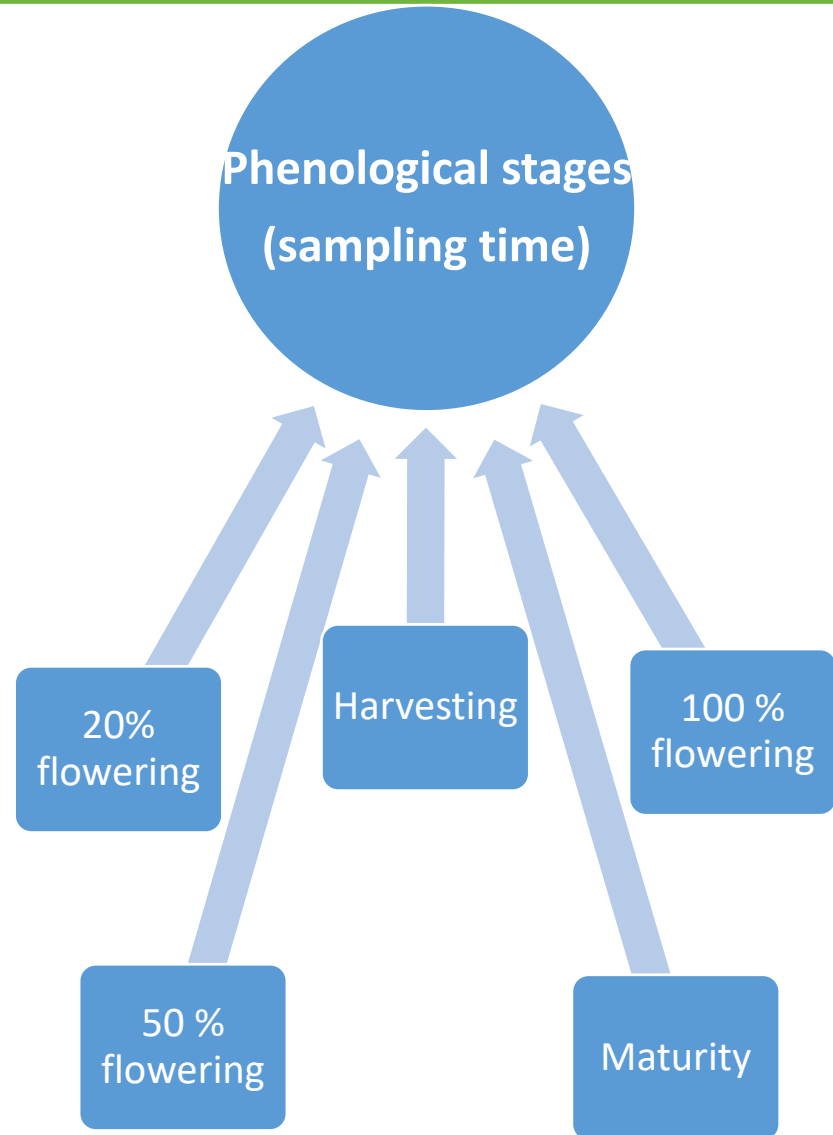 Phenological stages
(sampling time)
20%
flowering
Harvesting
100 %
flowering
50 %
flowering
Maturity